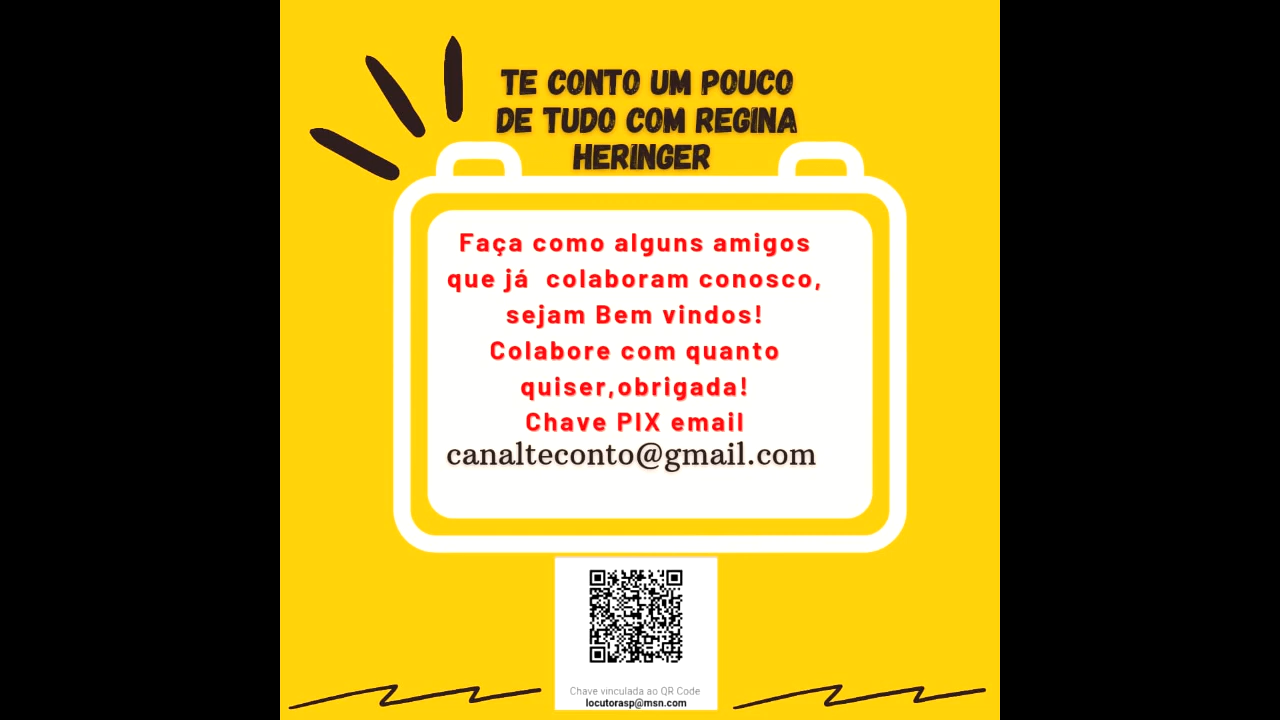 TE CONTO UM POUCO
DE TUDO COM REGINA
HERINGER
Faça como alguns amigos
que já colaboram conosco,
sejam Bem vindos!
Colabore com quanto
quiser,obrigada!
Chave PIX email
canalteconto@gmail.com
Chave vinculada ao QR Code
locutorasp@msn.com